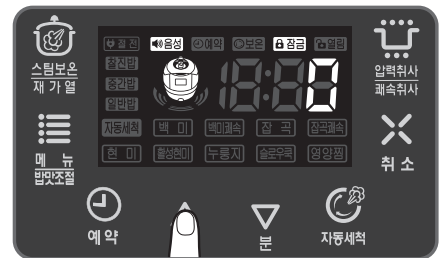 절전 음성 예약 보온 잠금 열림
찰진밥
중간밥
일반밥
18:80
자동세척 백 미 백미쾌속 잡 곡 잡곡쾌속
현 미 활성현미 누룽지 슬로우쿡 영양찜
스팀보온
재 가 열
메 뉴
밥맛조절
예 약
분
자동세척
압력취사
쾌속취사
취 소